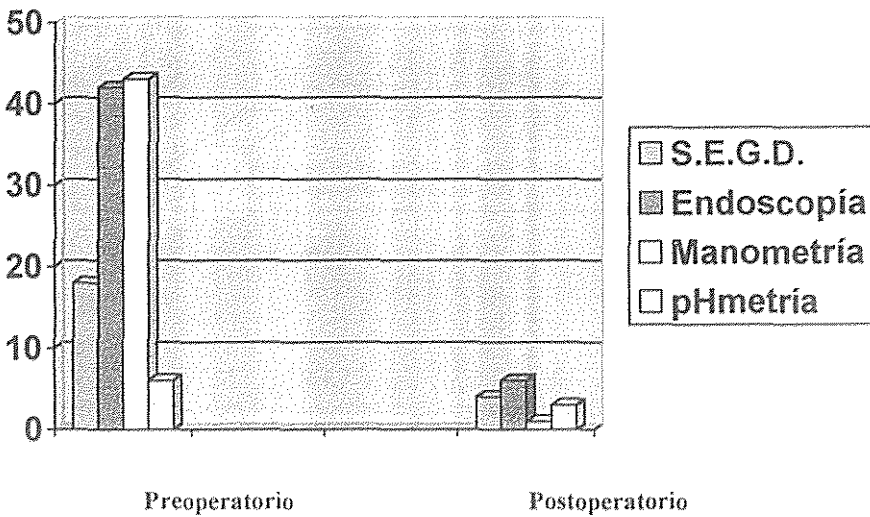 50
40
30
20
10
0
Preoperatorio Postoperatorio
S.E.G.D.
Endoscopía
Manometría
pHmetría